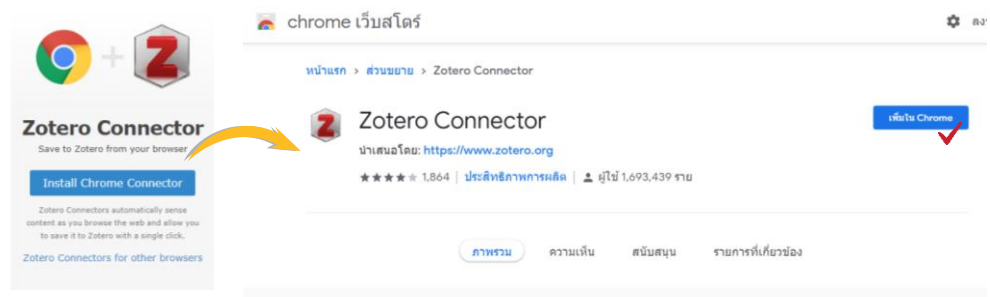 Zotero Connector
Save to Zotero from your browser
Install Chrome Connector
Zotero Connectors automatically sense
content as you browse the web and allow you
to save it to Zotero with a single click.
Zotero Connectors for other browsers
chrome เว็บสโตร์
หน้าแรก > ส่วนขยาย > Zotero Connector
Zotero Connector
เพิ่มใน Chrome
นำเสนอโดย: https://www.zotero.org
★★★★★ 1,864 | ประสิทธิภาพการผลิต | ผู้ใช้ 1,693,439 ราย
ภาพรวม ความเห็น สนับสนุน รายการที่เกี่ยวข้อง